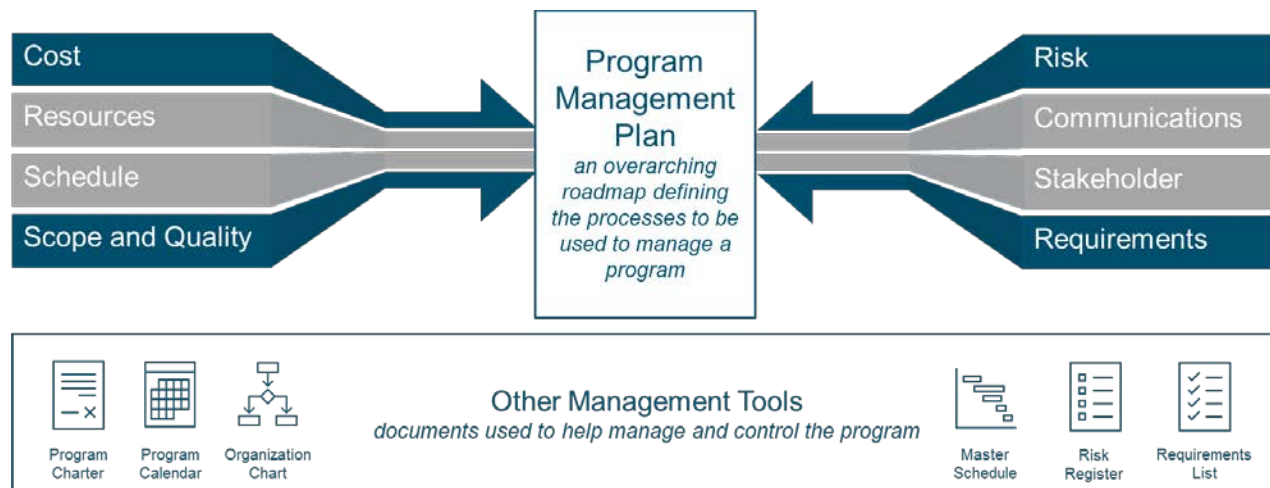 Cost
Resources
Schedule
Scope and Quality
Program
Management
Plan
an overarching
roadmap defining
the processes to be
used to manage a
program
Risk
Communications
Stakeholder
Requirements
Other Management Tools
documents used to help manage and control the program
Program
Charter
Program
Calendar
Organization
Chart
Master
Schedule
Risk
Register
Requirements
List